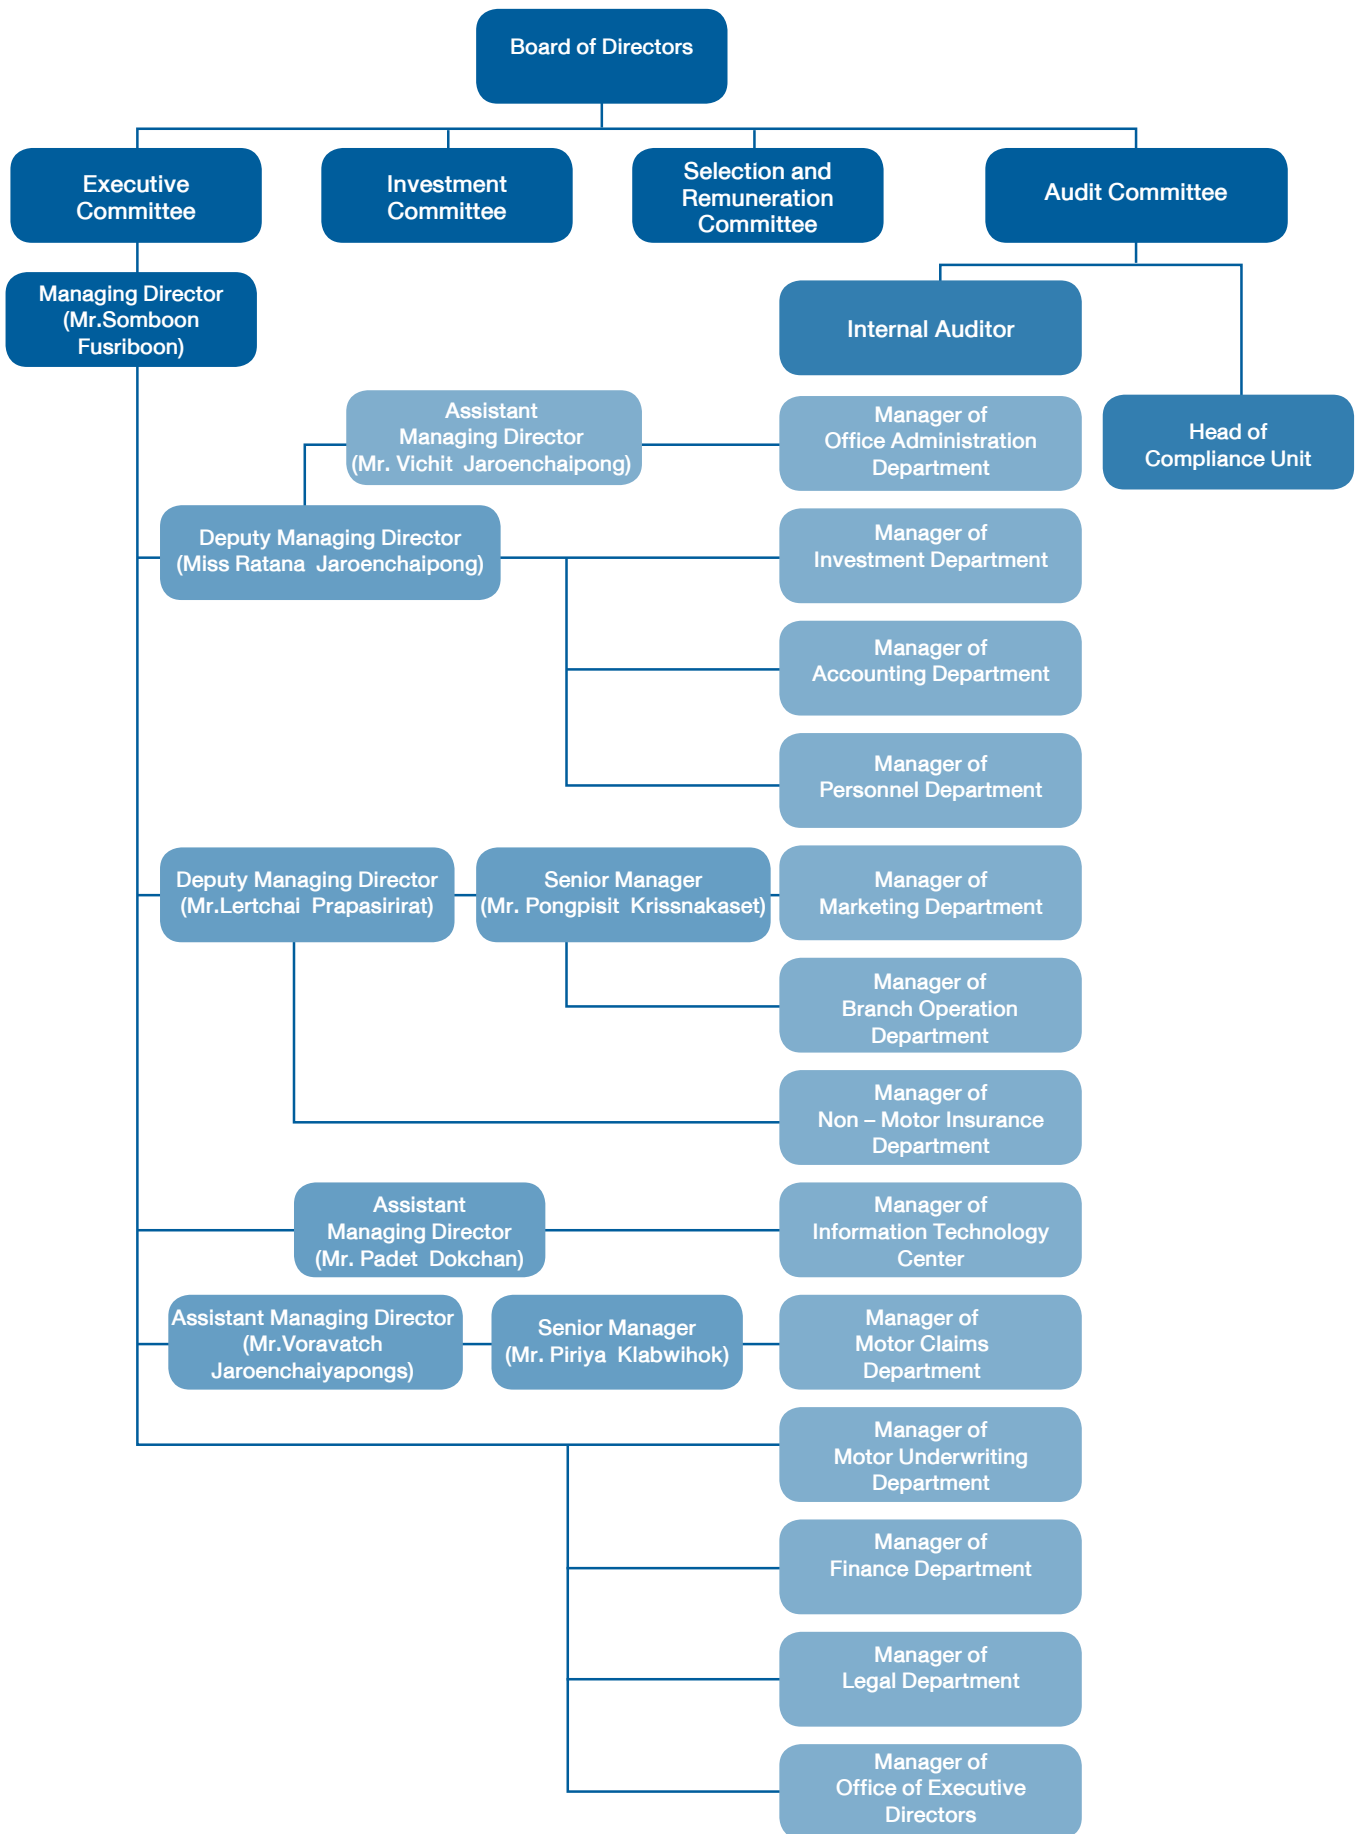 Board of Directors
Executive
Committee
Investment
Committee
Selection and
Remuneration
Committee
Audit Committee
Managing Director
(Mr.Somboon
Fusriboon)
Internal Auditor
Assistant
Managing Director
(Mr. Vichit  Jaroenchaipong)
Manager of
Office Administration
Department
Head of
Compliance Unit
Deputy Managing Director
(Miss Ratana  Jaroenchaipong)
Manager of
Investment Department
Manager of
Accounting Department
Manager of
Personnel Department
Deputy Managing Director
(Mr.Lertchai  Prapasirirat)
Senior Manager
(Mr. Pongpisit  Krissnakaset)
Manager of
Marketing Department
Manager of
Branch Operation
Department
Manager of
Non – Motor Insurance
Department
Assistant
Managing Director
(Mr. Padet  Dokchan)
Manager of
Information Technology
Center
Assistant Managing Director
(Mr.Voravatch
Jaroenchaiyapongs)
Senior Manager
(Mr. Piriya  Klabwihok)
Manager of
Motor Claims
Department
Manager of
Motor Underwriting
Department
Manager of
Finance Department
Manager of
Legal Department
Manager of
Office of Executive
Directors